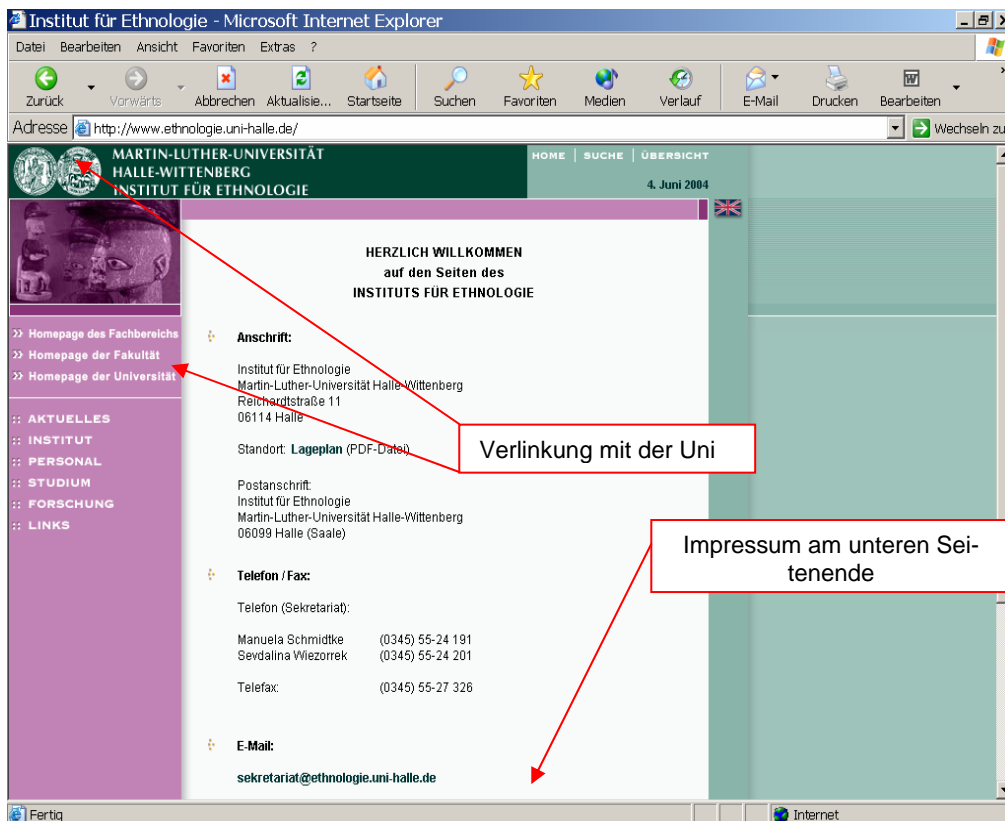 Institut für Ethnologie - Microsoft Internet Explorer
Datei Bearbeiten Ansicht Favoriten Extras ?
Zurück Vorwärts Abbrechen Aktualisie... Startseite Suchen Favoriten Medien Verlauf E-Mail Drucken Bearbeiten
Adresse http://www.ethnologie.uni-halle.de/ Wechseln zu
MARTIN-LUTHER-UNIVERSITÄT
HALLE-WITTENBERG
INSTITUT FÜR ETHNOLOGIE
HOME | SUCHE | ÜBERSICHT
4. Juni 2004
HERZLICH WILLKOMMEN
auf den Seiten des
INSTITUTS FÜR ETHNOLOGIE
>> Homepage des Fachbereichs
>> Homepage der Fakultät
>> Homepage der Universität
:: AKTUELLES
:: INSTITUT
:: PERSONAL
:: STUDIUM
:: FORSCHUNG
:: LINKS
Anschrift:
Institut für Ethnologie
Martin-Luther-Universität Halle-Wittenberg
Reichardtstraße 11
06114 Halle
Standort: Lageplan (PDF-Datei)
Verlinkung mit der Uni
Postanschrift:
Institut für Ethnologie
Martin-Luther-Universität Halle-Wittenberg
06099 Halle (Saale)
Impressum am unteren Sei-
tenende
Telefon / Fax:
Telefon (Sekretariat):
Manuela Schmidtke (0345) 55-24 191
Sevdalina Wiezorrek (0345) 55-24 201
Telefax: (0345) 55-27 326
E-Mail:
sekretariat@ethnologie.uni-halle.de
Fertig Internet